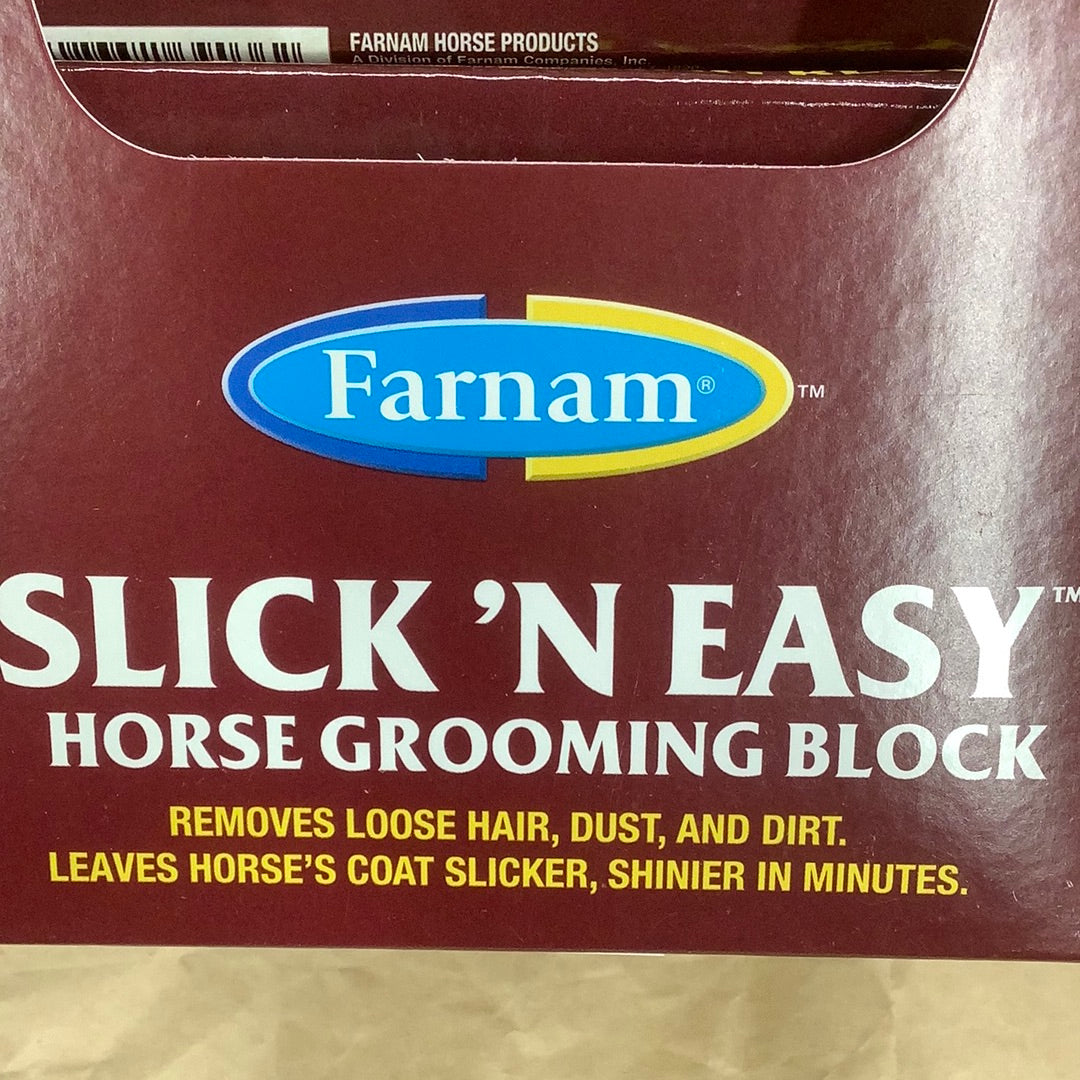 FARNAM HORSE PRODUCTS
A Division of Farnam Companies, Inc.
Farnam® ™
SLICK 'N EASY™
HORSE GROOMING BLOCK
REMOVES LOOSE HAIR, DUST, AND DIRT.
LEAVES HORSE'S COAT SLICKER, SHINIER IN MINUTES.